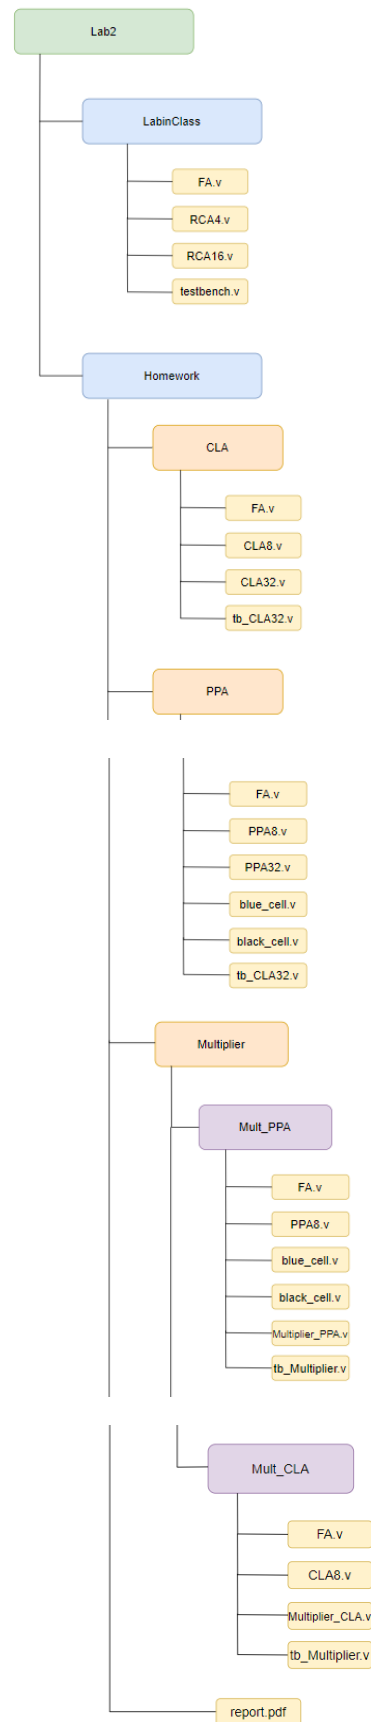 Lab2
LabinClass
FA.v
RCA4.v
RCA16.v
testbench.v
Homework
CLA
FA.v
CLA8.v
CLA32.v
tb_CLA32.v
PPA
FA.v
PPA8.v
PPA32.v
blue_cell.v
black_cell.v
tb_CLA32.v
Multiplier
Mult_PPA
FA.v
PPA8.v
blue_cell.v
black_cell.v
Multiplier_PPA.v
tb_Multiplier.v
Mult_CLA
FA.v
CLA8.v
Multiplier_CLA.v
tb_Multiplier.v
report.pdf